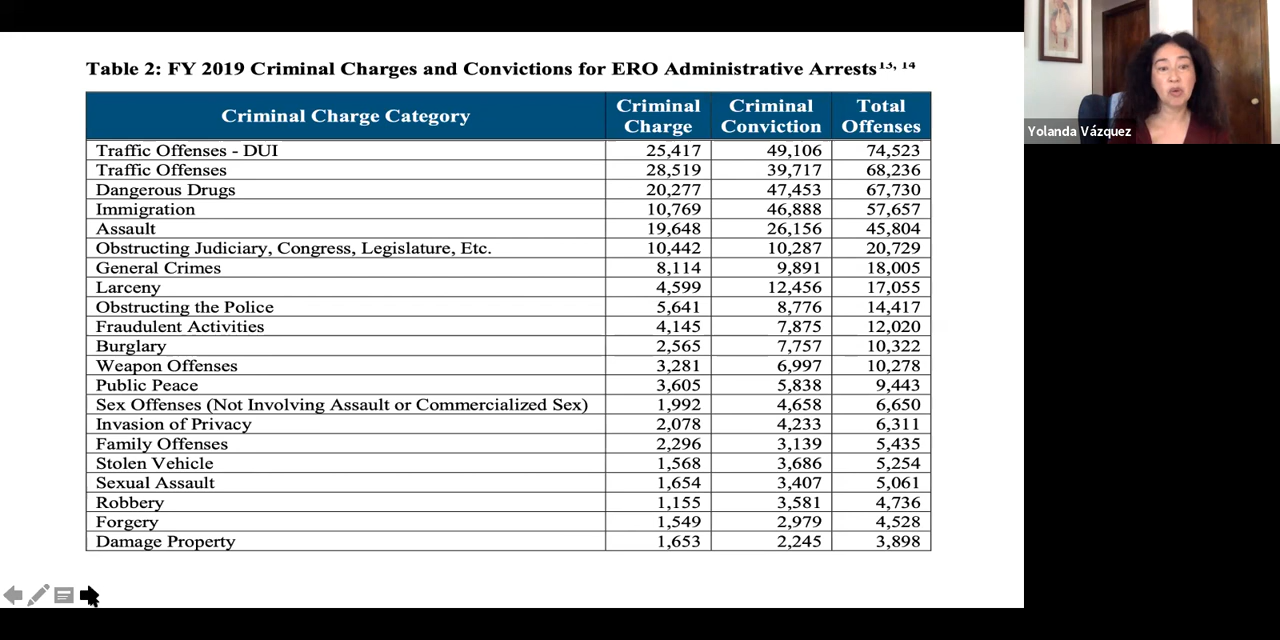 Table 2: FY 2019 Criminal Charges and Convictions for ERO Administrative Arrests13, 14
Criminal Charge Category Criminal Charge Criminal Conviction Total Offenses
Traffic Offenses - DUI 25,417 49,106 74,523
Traffic Offenses 28,519 39,717 68,236
Dangerous Drugs 20,277 47,453 67,730
Immigration 10,769 46,888 57,657
Assault 19,648 26,156 45,804
Obstructing Judiciary, Congress, Legislature, Etc. 10,442 10,287 20,729
General Crimes 8,114 9,891 18,005
Larceny 4,599 12,456 17,055
Obstructing the Police 5,641 8,776 14,417
Fraudulent Activities 4,145 7,875 12,020
Burglary 2,565 7,757 10,322
Weapon Offenses 3,281 6,997 10,278
Public Peace 3,605 5,838 9,443
Sex Offenses (Not Involving Assault or Commercialized Sex) 1,992 4,658 6,650
Invasion of Privacy 2,078 4,233 6,311
Family Offenses 2,296 3,139 5,435
Stolen Vehicle 1,568 3,686 5,254
Sexual Assault 1,654 3,407 5,061
Robbery 1,155 3,581 4,736
Forgery 1,549 2,979 4,528
Damage Property 1,653 2,245 3,898
Yolanda Vázquez